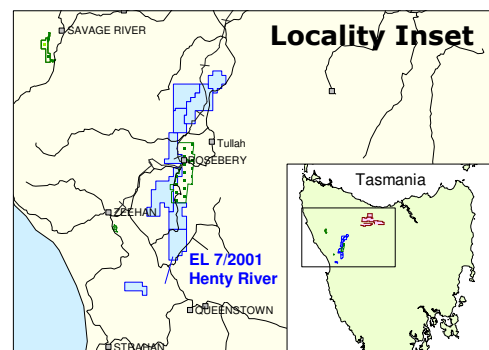 Locality Inset
SAVAGE RIVER
Tullah
ROSEBERY
Tasmania
ZEEHAN
EL 7/2001
Henty River
QUEENSTOWN
STRAHAN